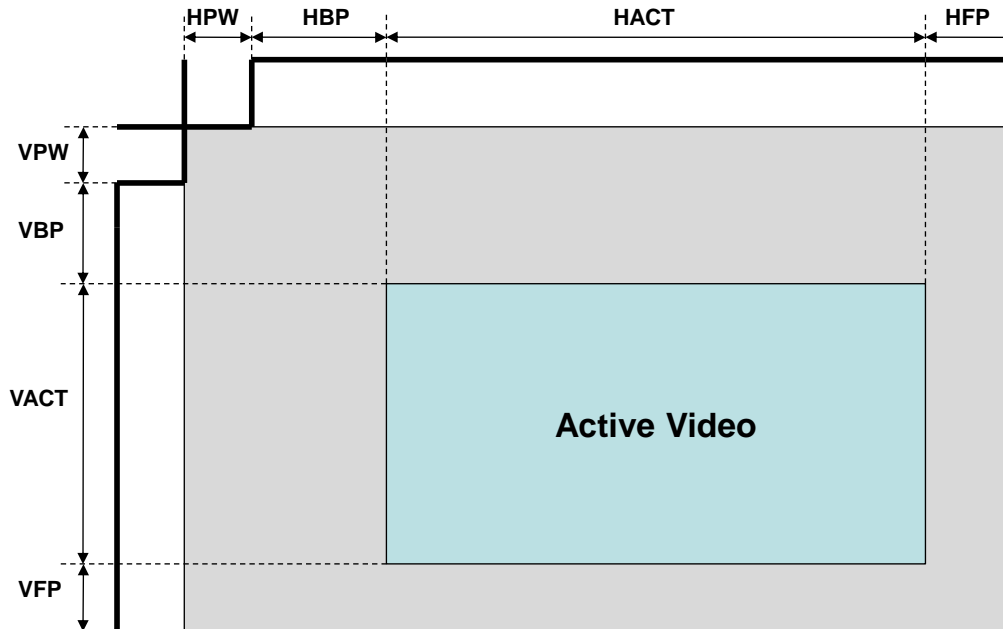 HPW HBP HACT HFP
VPW
VBP
VACT
Active Video
VFP